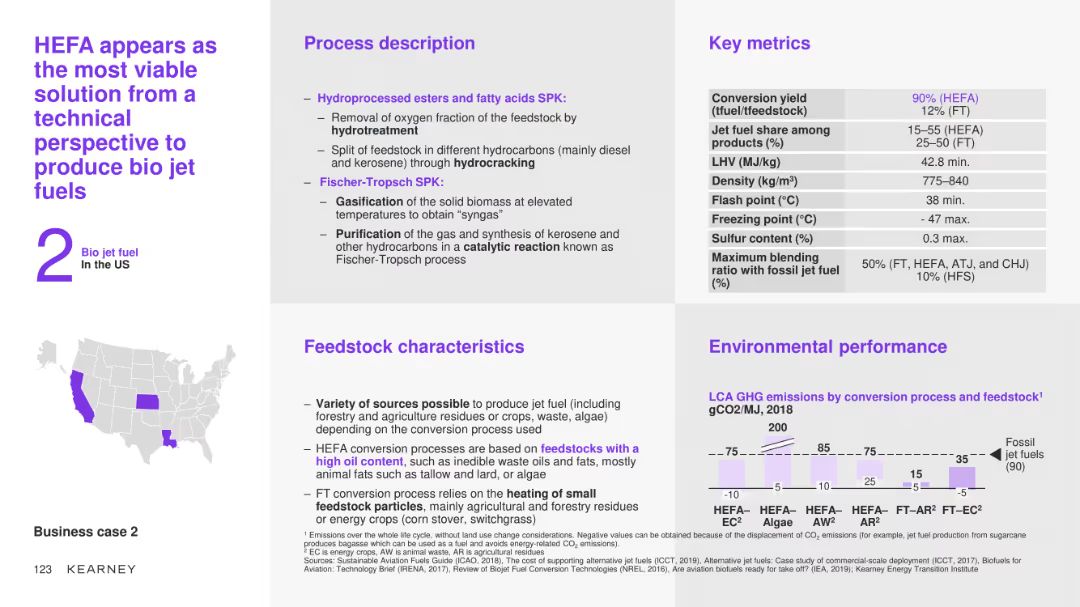 HEFA appears as
the most viable
solution from a
technical
perspective to
produce bio jet
fuels
2
Bio jet fuel
In the US
Business case 2
123 KEARNEY
Process description
– Hydroprocessed esters and fatty acids SPK:
– Removal of oxygen fraction of the feedstock by
hydrotreatment
– Split of feedstock in different hydrocarbons (mainly diesel
and kerosene) through hydrocracking
– Fischer-Tropsch SPK:
– Gasification of the solid biomass at elevated
temperatures to obtain “syngas”
– Purification of the gas and synthesis of kerosene and
other hydrocarbons in a catalytic reaction known as
Fischer-Tropsch process
Key metrics
Conversion yield
(tfuel/tfeedstock)
90% (HEFA)
12% (FT)
Jet fuel share among
products (%)
15–55 (HEFA)
25–50 (FT)
LHV (MJ/kg)
42.8 min.
Density (kg/m³)
775–840
Flash point (°C)
38 min.
Freezing point (°C)
- 47 max.
Sulfur content (%)
0.3 max.
Maximum blending
ratio with fossil jet fuel
(%)
50% (FT, HEFA, ATJ, and CHJ)
10% (HFS)
Feedstock characteristics
– Variety of sources possible to produce jet fuel (including
forestry and agriculture residues or crops, waste, algae)
depending on the conversion process used
– HEFA conversion processes are based on feedstocks with a
high oil content, such as inedible waste oils and fats, mostly
animal fats such as tallow and lard, or algae
– FT conversion process relies on the heating of small
feedstock particles, mainly agricultural and forestry residues
or energy crops (corn stover, switchgrass)
Environmental performance
LCA GHG emissions by conversion process and feedstock¹
gCO2/MJ, 2018
75 200 85 75 15 35
-10 5 10 25 5 -5
Fossil
jet fuels
(90)
HEFA–
EC²
HEFA–
Algae
HEFA–
AW²
HEFA–
AR²
FT–AR²
FT–EC²
¹ Emissions over the whole life cycle, without land use change considerations. Negative values can be obtained because of the displacement of CO₂ emissions (for example, jet fuel production from sugarcane
produces bagasse which can be used as a fuel and avoids energy-related CO₂ emissions).
² EC is energy crops, AW is animal waste, AR is agricultural residues
Sources: Sustainable Aviation Fuels Guide (ICAO, 2018), The cost of supporting alternative jet fuels (ICCT, 2019), Alternative jet fuels: Case study of commercial-scale deployment (ICCT, 2017), Biofuels for
Aviation: Technology Brief (IRENA, 2017), Review of Biojet Fuel Conversion Technologies (NREL, 2016), Are aviation biofuels ready for take off? (IEA, 2019); Kearney Energy Transition Institute